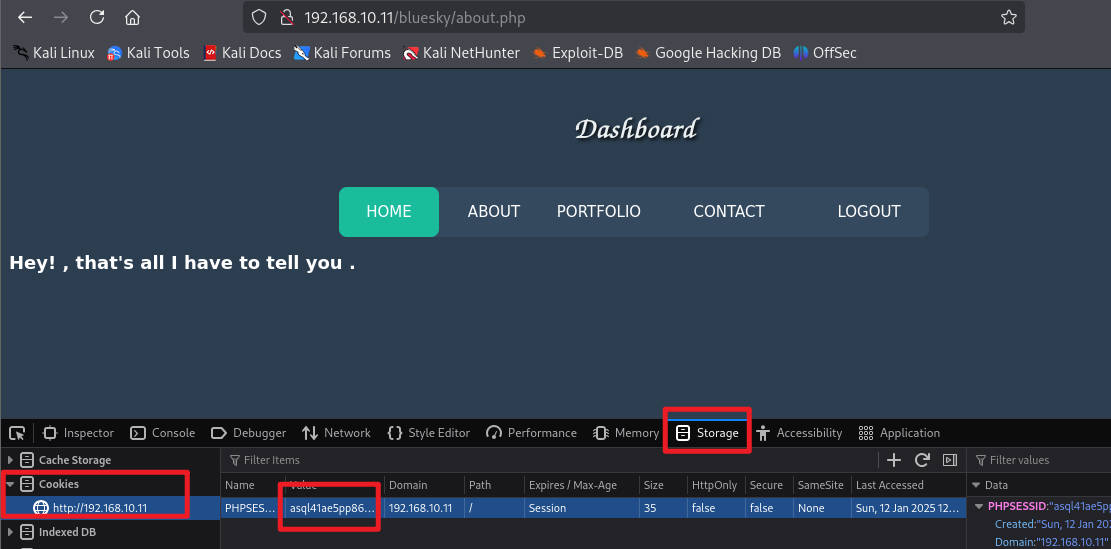 192.168.10.11/bluesky/about.php
Kali Linux Kali Tools Kali Docs Kali Forums Kali NetHunter Exploit-DB Google Hacking DB OffSec
Dashboard
HOME ABOUT PORTFOLIO CONTACT LOGOUT
Hey! , that's all I have to tell you .
Inspector Console Debugger Network Style Editor Performance Memory Storage Accessibility Application
Cache Storage Filter Items Filter values
Cookies Name Value Domain Path Expires / Max-Age Size HttpOnly Secure SameSite Last Accessed Data
http://192.168.10.11 PHPSES... asql41ae5pp86... 192.168.10.11 / Session 35 false false None Sun, 12 Jan 2025 12... PHPSESSID:"asql41ae5pp
Indexed DB Created:"Sun, 12 Jan 202
Domain:"192.168.10.11"